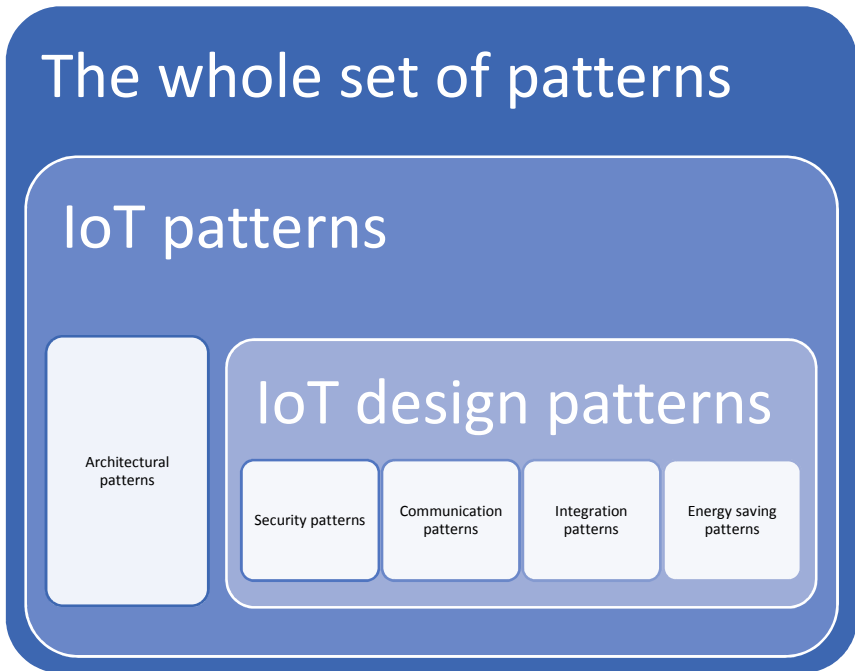 The whole set of patterns
IoT patterns
Architectural
patterns
IoT design patterns
Security patterns
Communication
patterns
Integration
patterns
Energy saving
patterns